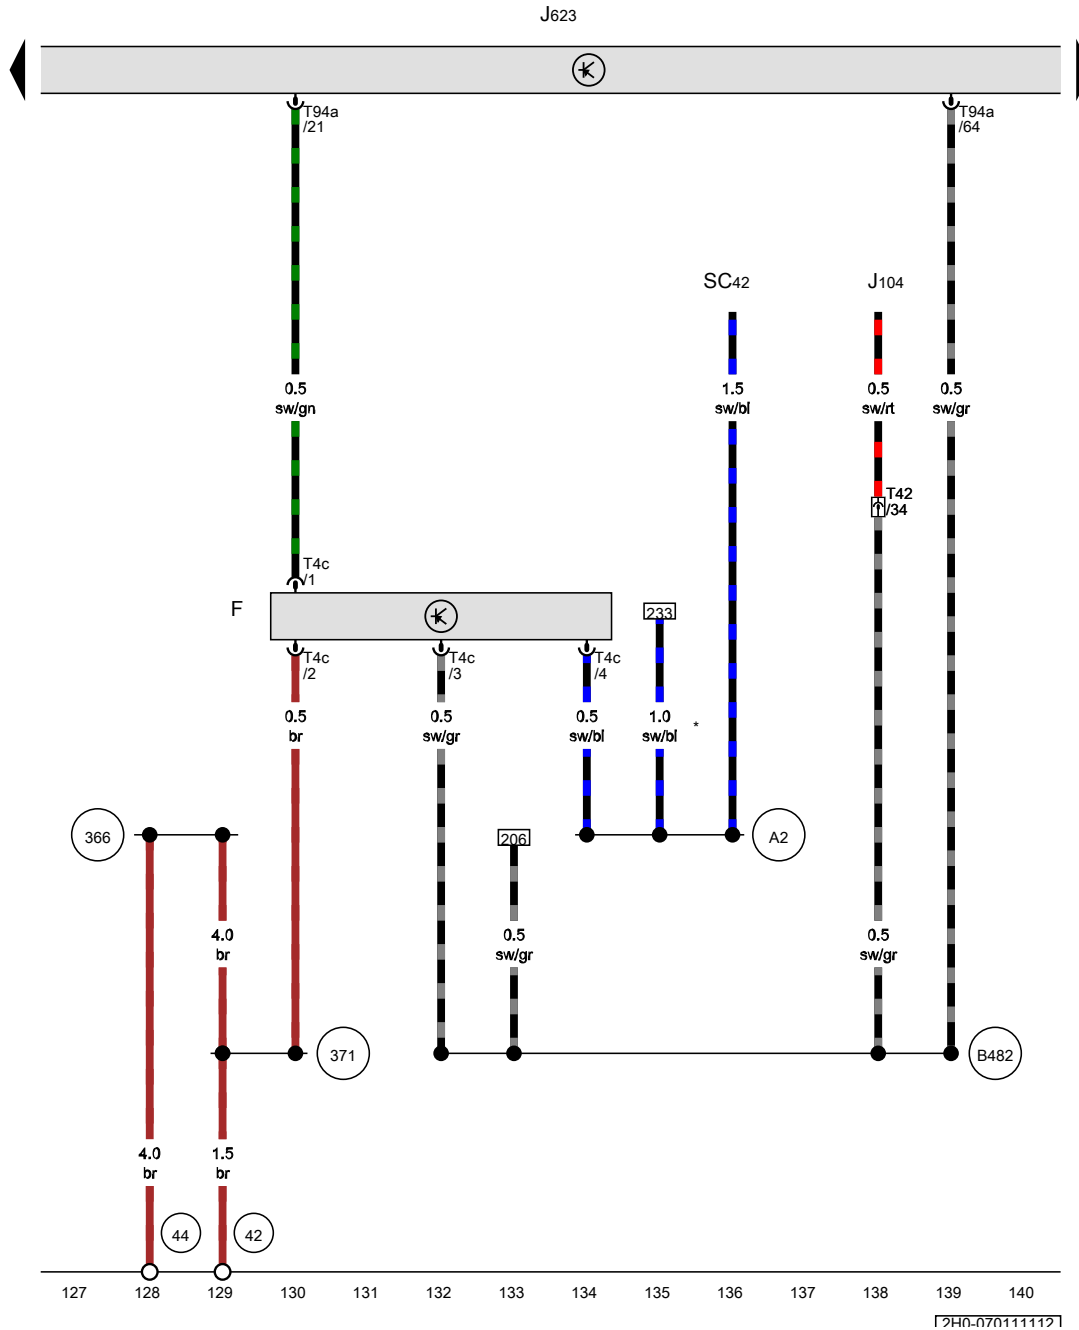 J623
T94a
/21
T94a
/64
SC42
J104
0.5
sw/gn
1.5
sw/bl
0.5
sw/rt
0.5
sw/gr
T42
/34
T4c
/1
F
233
T4c
/2
T4c
/3
T4c
/4
0.5
br
0.5
sw/gr
0.5
sw/bl
1.0
sw/bl
*
366
206
A2
4.0
br
0.5
sw/gr
0.5
sw/gr
371
B482
4.0
br
1.5
br
44
42
127 128 129 130 131 132 133 134 135 136 137 138 139 140
2H0-070111112